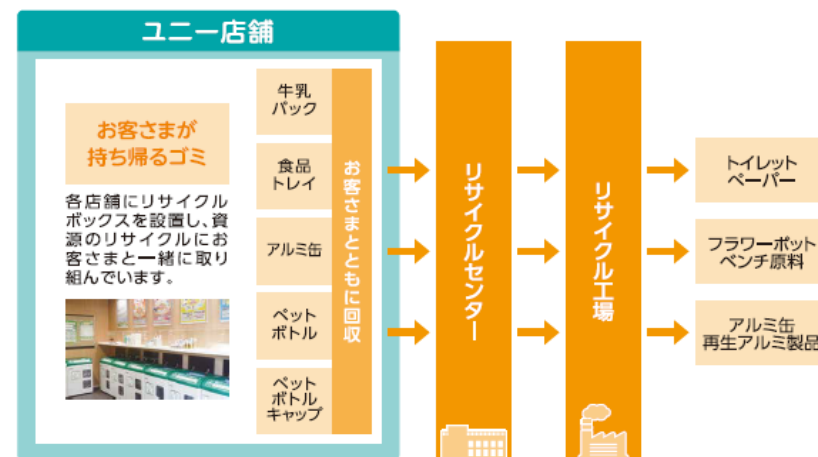 ユニー店舗
お客さまが
持ち帰るゴミ
各店舗にリサイクル
ボックスを設置し、資
源のリサイクルにお
客さまと一緒に取り
組んでいます。
牛乳
パック
食品
トレイ
アルミ缶
ペット
ボトル
ペット
ボトル
キャップ
お客さまとともに回収
リサイクルセンター
リサイクル工場
トイレット
ペーパー
フラワーポット
ベンチ原料
アルミ缶
再生アルミ製品